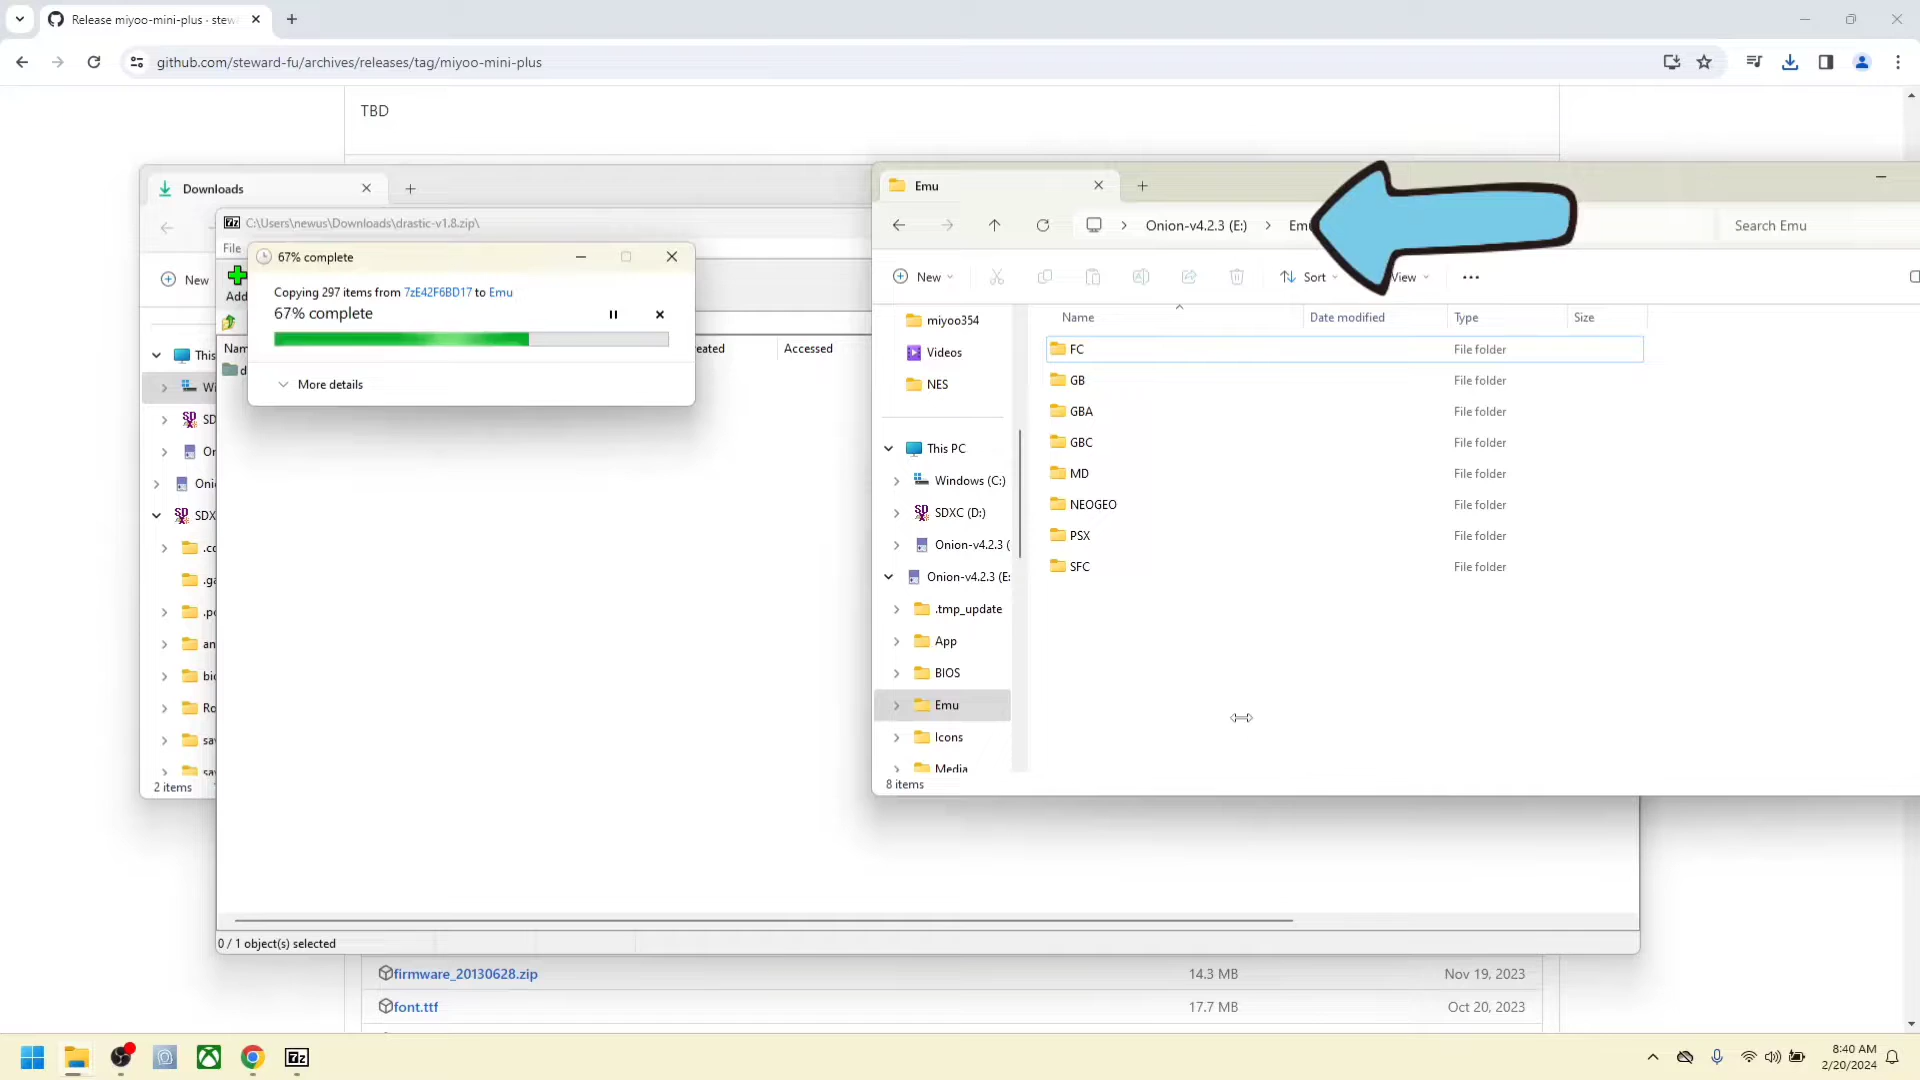 Release miyoo-mini-plus · stew
github.com/steward-fu/archives/releases/tag/miyoo-mini-plus
TBD
Downloads
C:\Users\newus\Downloads\drastic-v1.8.zip\
File
New
Add
67% complete
Copying 297 items from 7zE42F6BD17 to Emu
67% complete
More details
Accessed
This
SDX
2 items
0 / 1 object(s) selected
Emu
Onion-v4.2.3 (E:)
Emu
Search Emu
New
Sort
View
Name
Date modified
Type
Size
miyoo354
Videos
NES
This PC
Windows (C:)
SDXC (D:)
Onion-v4.2.3 (
Onion-v4.2.3 (E:
.tmp_update
App
BIOS
Emu
Icons
Media
FC File folder
GB File folder
GBA File folder
GBC File folder
MD File folder
NEOGEO File folder
PSX File folder
SFC File folder
8 items
firmware_20130628.zip 14.3 MB Nov 19, 2023
font.ttf 17.7 MB Oct 20, 2023
7z
8:40 AM
2/20/2024